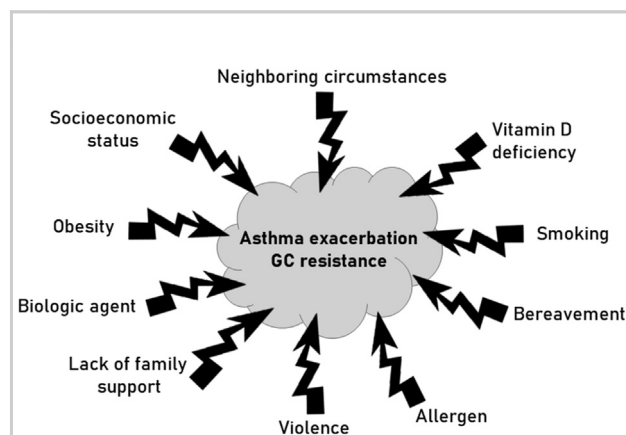 Neighboring circumstances
Socioeconomic
status
Vitamin D
deficiency
Obesity
Asthma exacerbation
GC resistance
Smoking
Biologic agent
Bereavement
Lack of family
support
Violence
Allergen